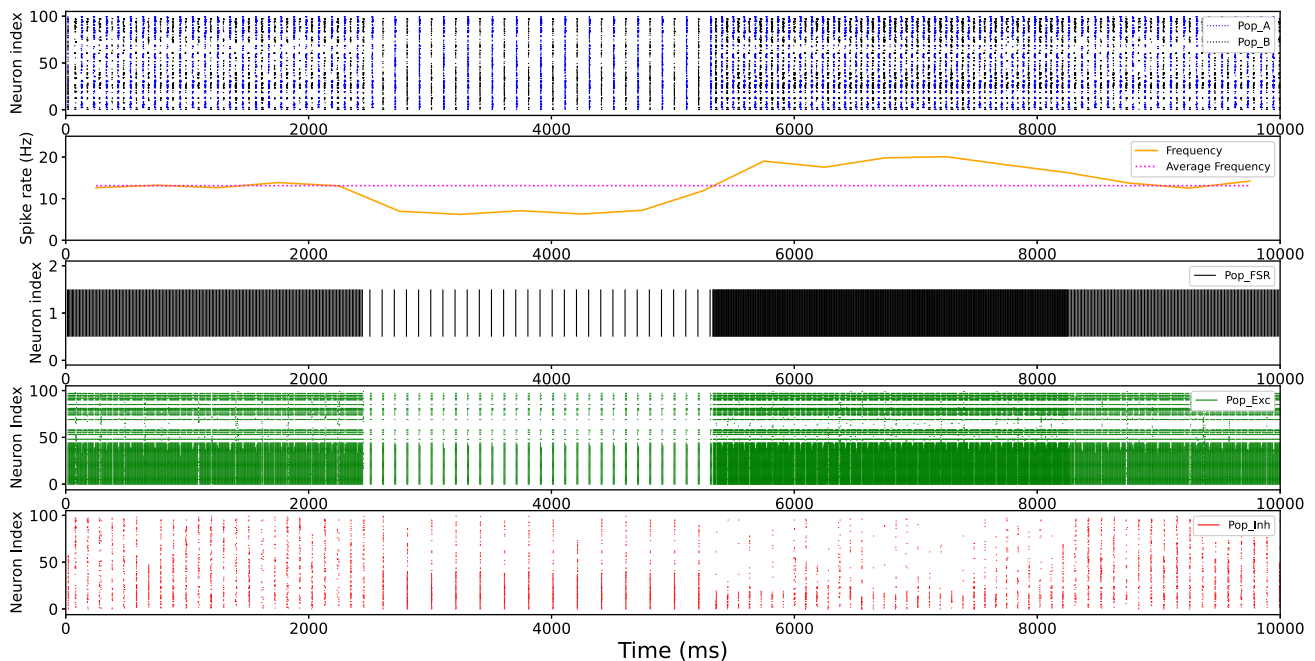 100
50
0
Neuron index
Pop_A
Pop_B
0 2000 4000 6000 8000 10000
20
10
0
Spike rate (Hz)
Frequency
Average Frequency
0 2000 4000 6000 8000 10000
2
1
0
Neuron index
Pop_FSR
0 2000 4000 6000 8000 10000
100
50
0
Neuron Index
Pop_Exc
0 2000 4000 6000 8000 10000
100
50
0
Neuron Index
Pop_Inh
0 2000 4000 6000 8000 10000
Time (ms)